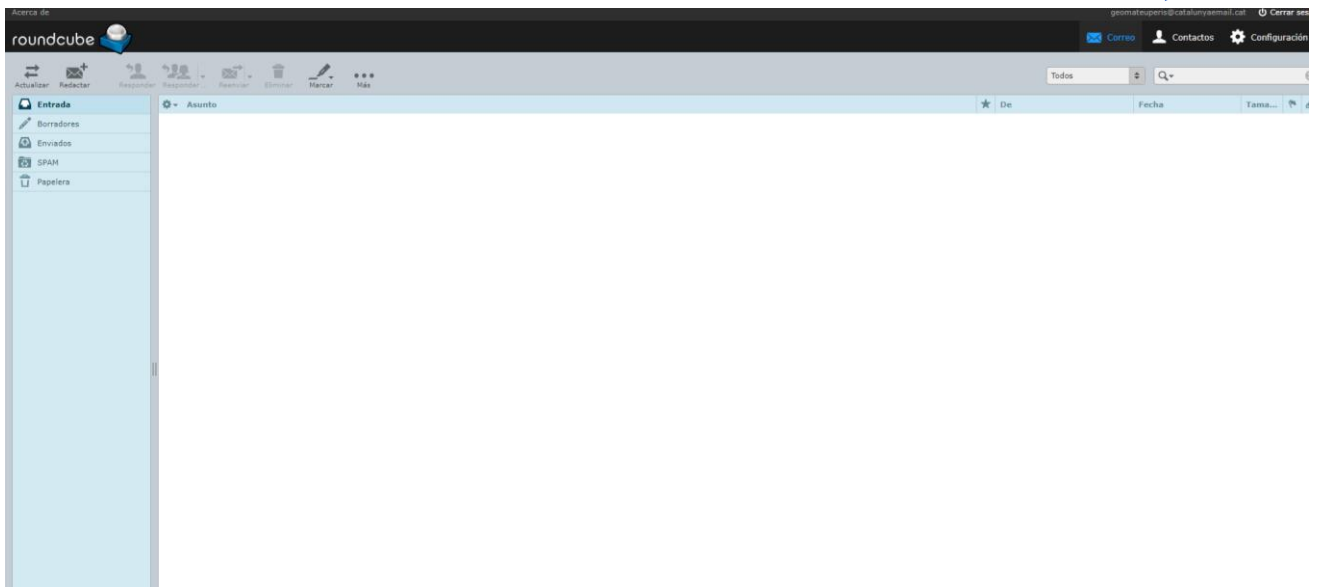 Acerca de geomateuperis@catalunyaemail.cat Cerrar ses
roundcube Correo Contactos Configuración
Actualizar Redactar Responder Responder ... Reenviar Eliminar Marcar Más Todos
Entrada Asunto De Fecha Tama...
Borradores
Enviados
SPAM
Papelera